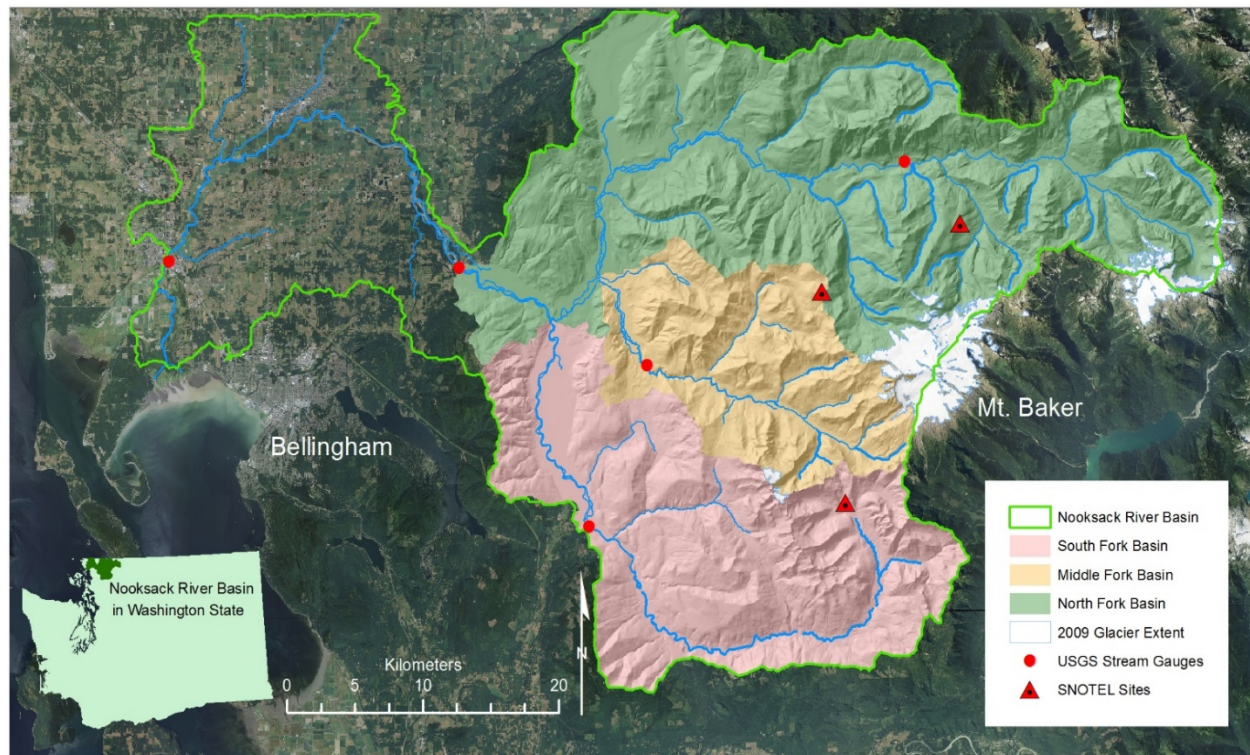 Bellingham
Mt. Baker
Nooksack River Basin
in Washington State
Kilometers
0 5 10 20
N
Nooksack River Basin
South Fork Basin
Middle Fork Basin
North Fork Basin
2009 Glacier Extent
USGS Stream Gauges
SNOTEL Sites